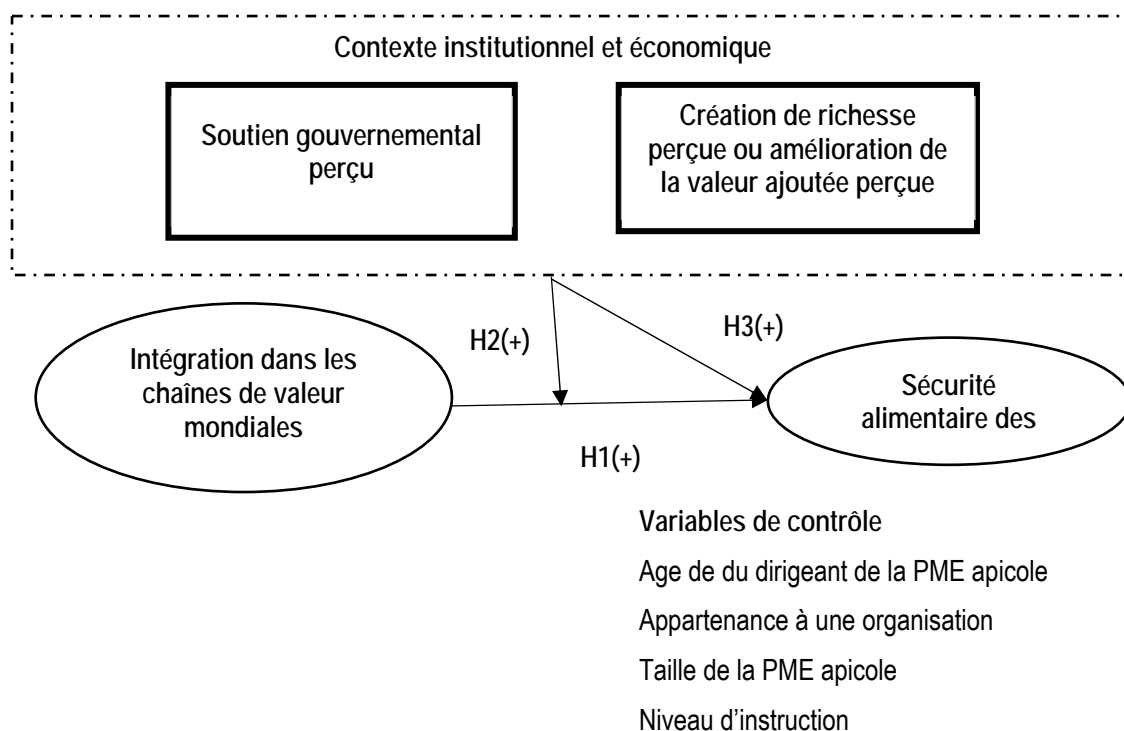 Contexte institutionnel et économique
Soutien gouvernemental
perçu
Création de richesse
perçue ou amélioration de
la valeur ajoutée perçue
H2(+)
H3(+)
Intégration dans les
chaînes de valeur
mondiales
Sécurité
alimentaire des
H1(+)
Variables de contrôle
Age de du dirigeant de la PME apicole
Appartenance à une organisation
Taille de la PME apicole
Niveau d'instruction